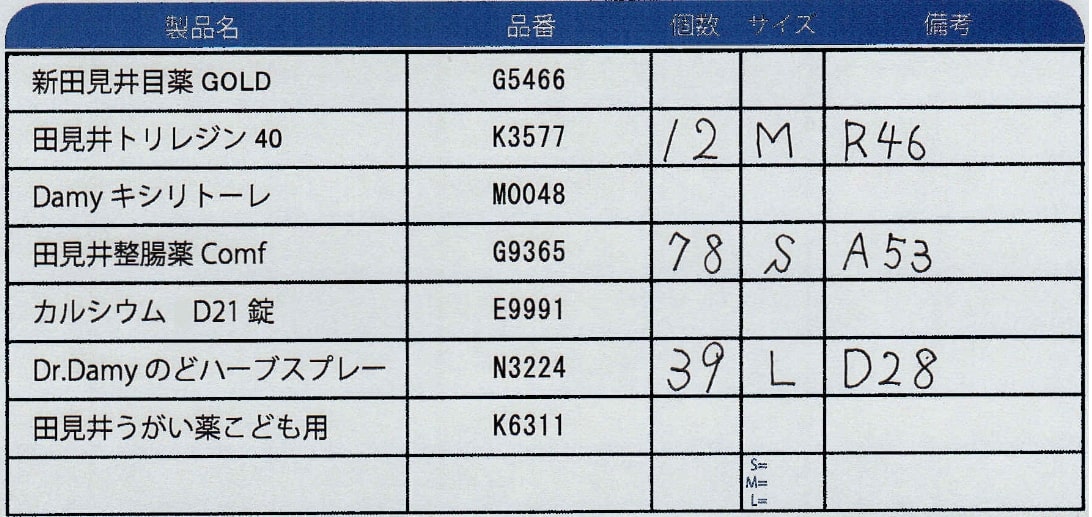 製品名 品番 個数 サイズ 備考
新田見井目薬 GOLD G5466
田見井トリレジン 40 K3577 12 M R46
Damy キシリトーレ M0048
田見井整腸薬 Comf G9365 78 S A53
カルシウム　D21 錠 E9991
Dr.Damy のどハーブスプレー N3224 39 L D28
田見井うがい薬こども用 K6311
S=
M=
L=